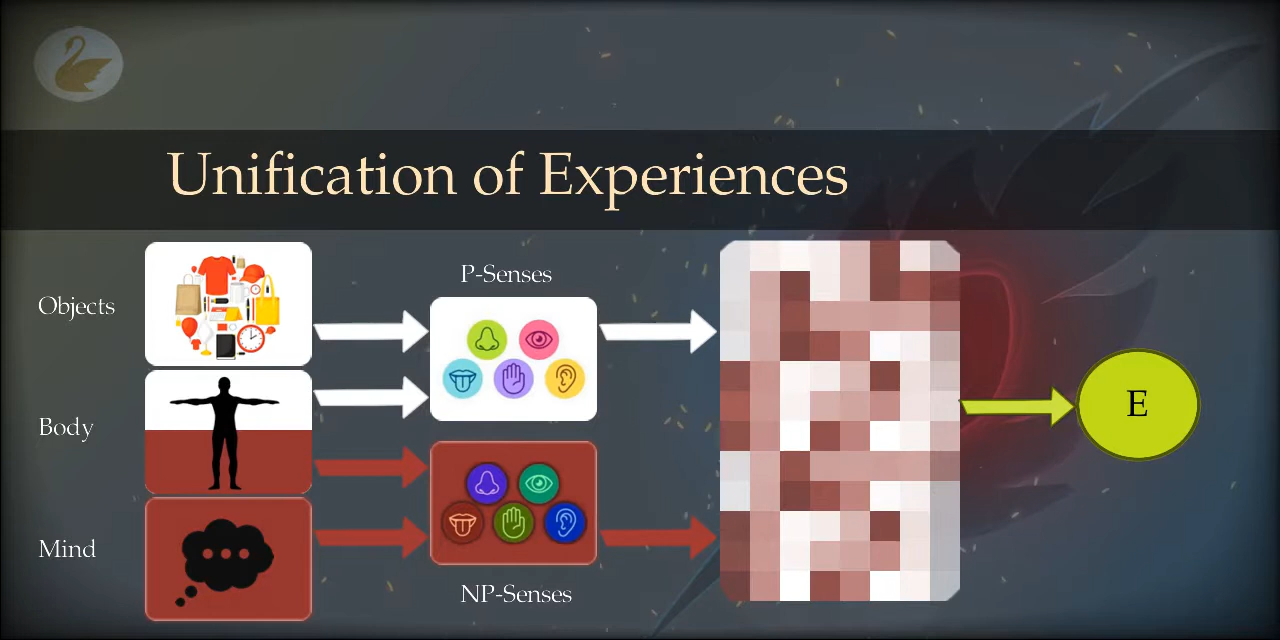 Unification of Experiences
P-Senses
Objects
Body
E
Mind
NP-Senses